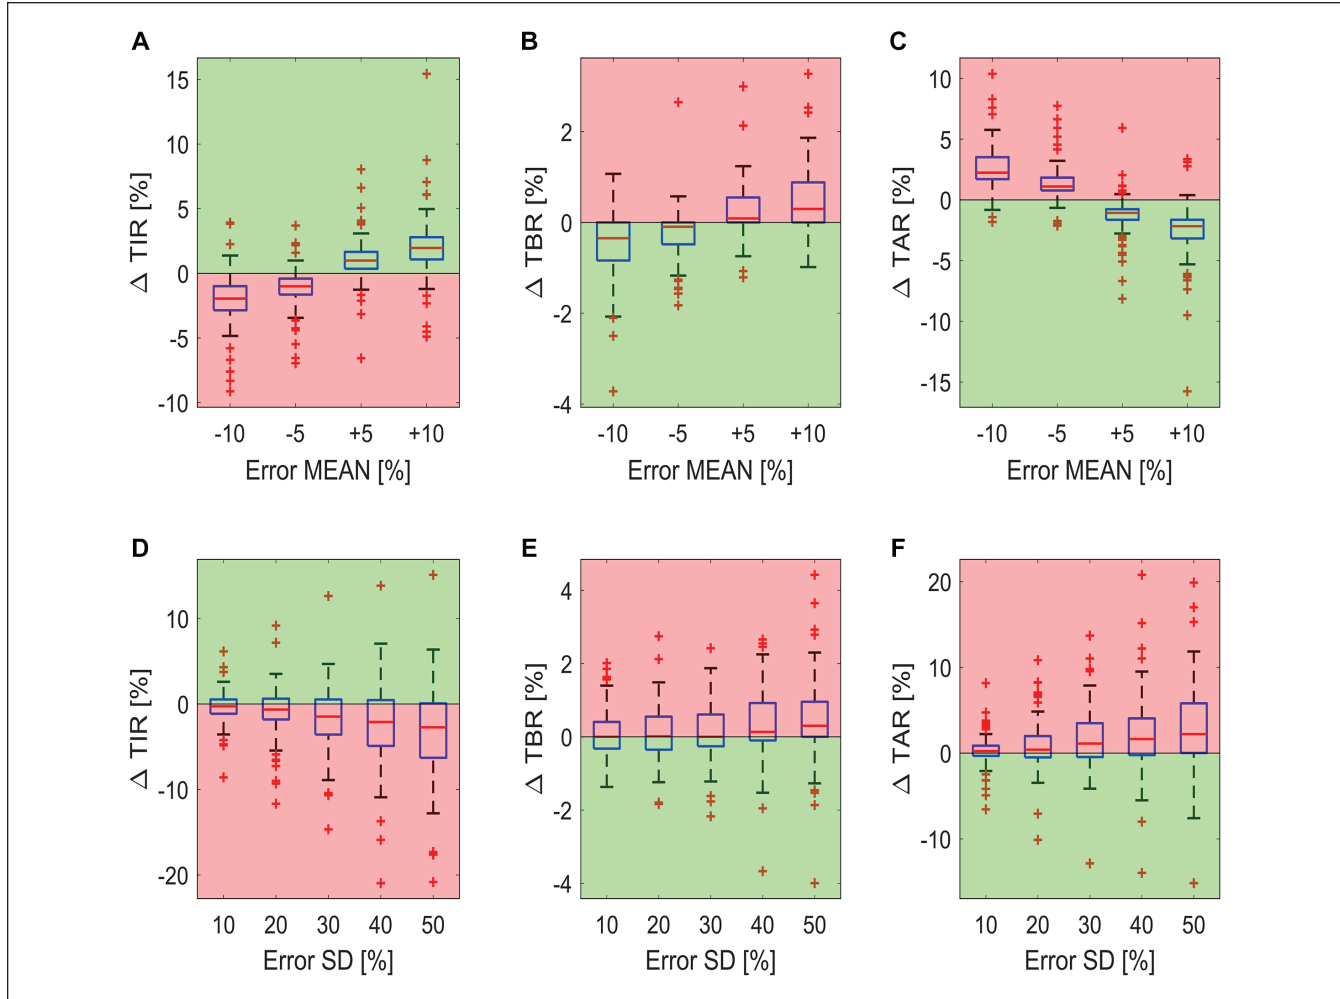 A
B
C
Δ TIR [%]
15
10
5
0
-5
-10
-10 -5 +5 +10
Error MEAN [%]
Δ TBR [%]
2
0
-2
-4
-10 -5 +5 +10
Error MEAN [%]
Δ TAR [%]
10
5
0
-5
-10
-15
-10 -5 +5 +10
Error MEAN [%]
D
E
F
Δ TIR [%]
10
0
-10
-20
10 20 30 40 50
Error SD [%]
Δ TBR [%]
4
2
0
-2
-4
10 20 30 40 50
Error SD [%]
Δ TAR [%]
20
10
0
-10
10 20 30 40 50
Error SD [%]